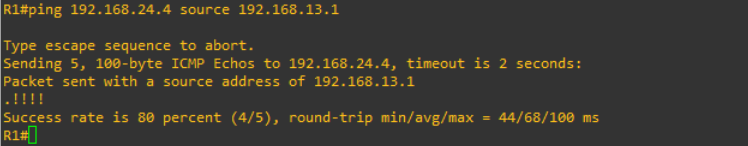 R1#ping 192.168.24.4 source 192.168.13.1
Type escape sequence to abort.
Sending 5, 100-byte ICMP Echos to 192.168.24.4, timeout is 2 seconds:
Packet sent with a source address of 192.168.13.1
.!!!!
Success rate is 80 percent (4/5), round-trip min/avg/max = 44/68/100 ms
R1#